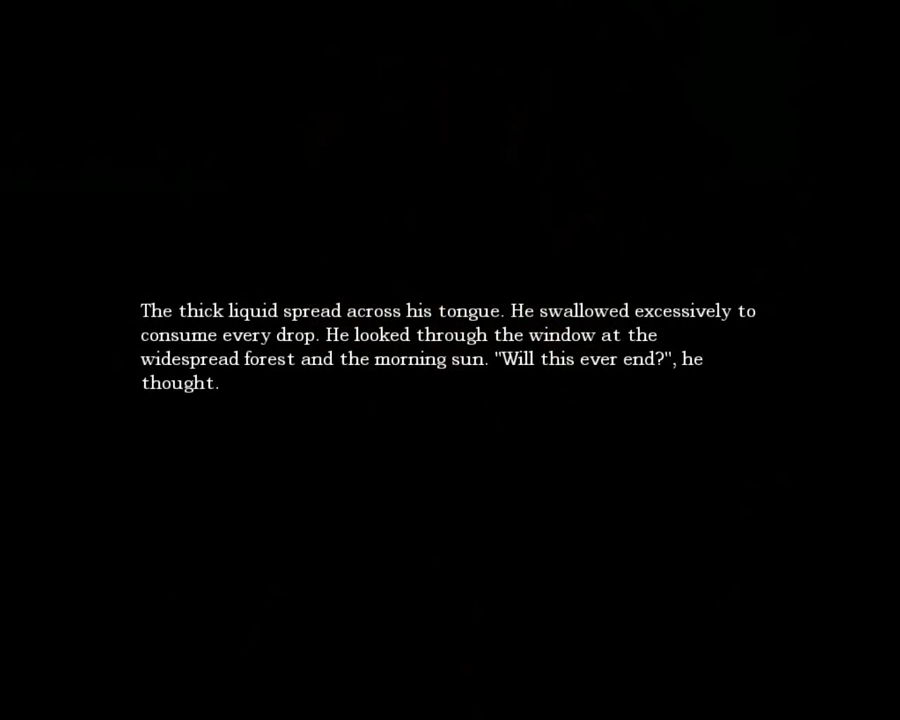 The thick liquid spread across his tongue. He swallowed excessively to
consume every drop. He looked through the window at the
widespread forest and the morning sun. "Will this ever end?", he
thought.